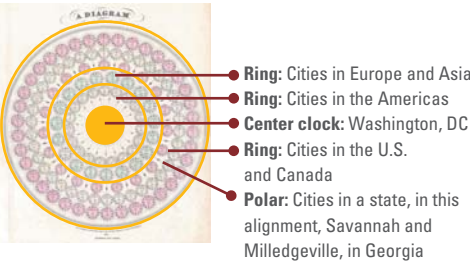 A DIAGRAM
Ring: Cities in Europe and Asia
Ring: Cities in the Americas
Center clock: Washington, DC
Ring: Cities in the U.S.
and Canada
Polar: Cities in a state, in this
alignment, Savannah and
Milledgeville, in Georgia